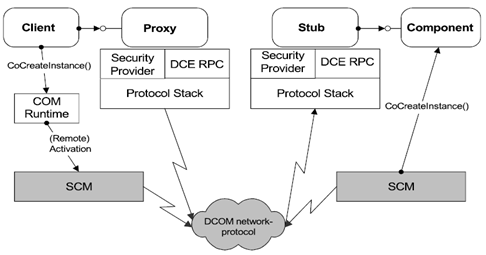 Client
Proxy
Stub
Component
CoCreateInstance()
Security
Provider
DCE RPC
Protocol Stack
Security
Provider
DCE RPC
Protocol Stack
CoCreateInstance()
COM
Runtime
(Remote)
Activation
SCM
SCM
DCOM network-
protocol